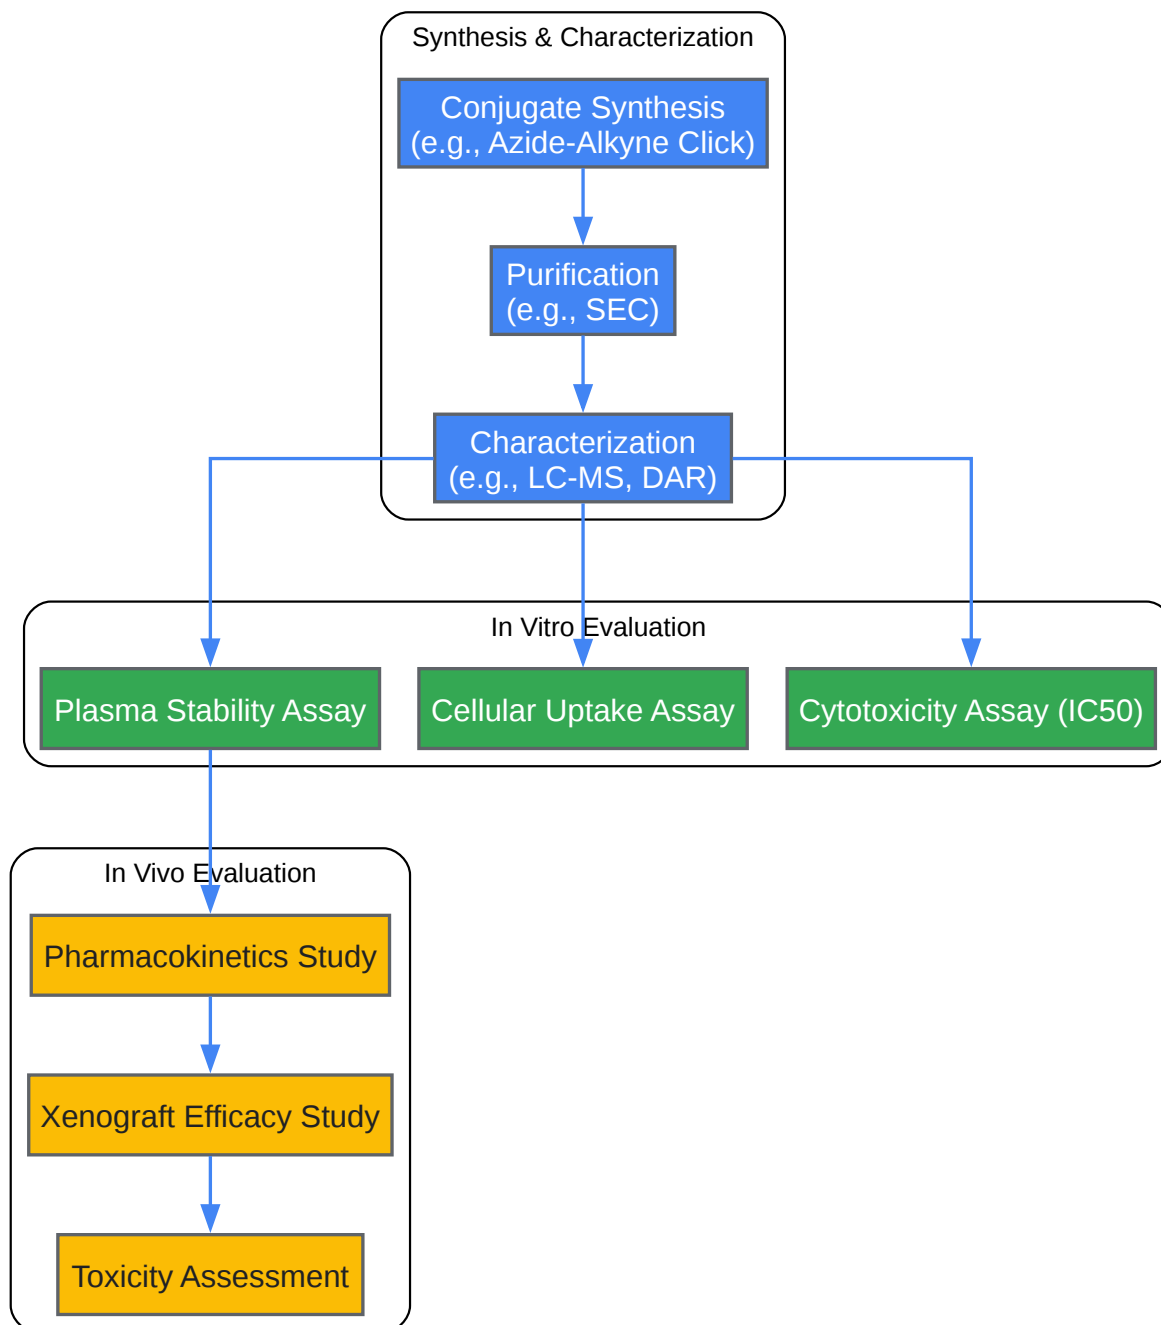 Synthesis & Characterization
Conjugate Synthesis
(e.g., Azide-Alkyne Click)
Purification
(e.g., SEC)
Characterization
(e.g., LC-MS, DAR)
In Vitro Evaluation
Plasma Stability Assay
Cellular Uptake Assay
Cytotoxicity Assay (IC50)
In Vivo Evaluation
Pharmacokinetics Study
Xenograft Efficacy Study
Toxicity Assessment